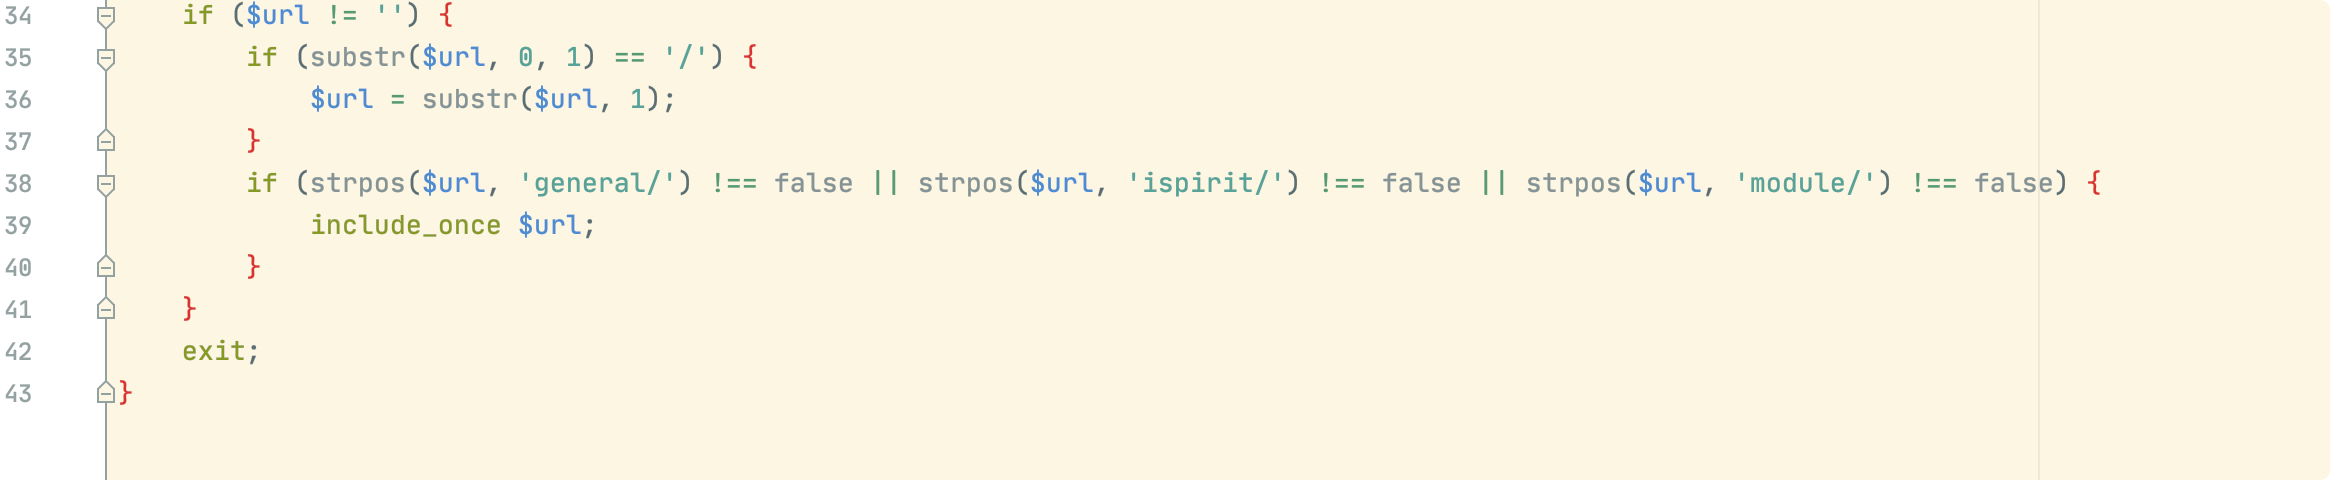 34 if ($url != '') {
35 if (substr($url, 0, 1) == '/') {
36 $url = substr($url, 1);
37 }
38 if (strpos($url, 'general/') !== false || strpos($url, 'ispirit/') !== false || strpos($url, 'module/') !== false) {
39 include_once $url;
40 }
41 }
42 exit;
43 }